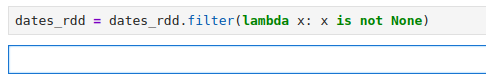 dates_rdd = dates_rdd.filter(lambda x: x is not None)